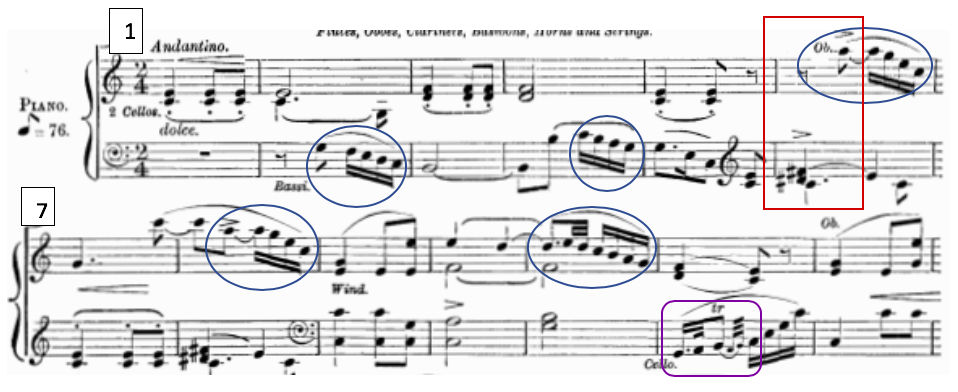 1
Flutes, Oboes, Clarinets, Bassoons, Horns and Strings.
Andantino.
Ob.
2 Cellos.
PIANO.
= 76.
dolce.
Bassi.
7
Ob.
Wind.
tr
Cello.